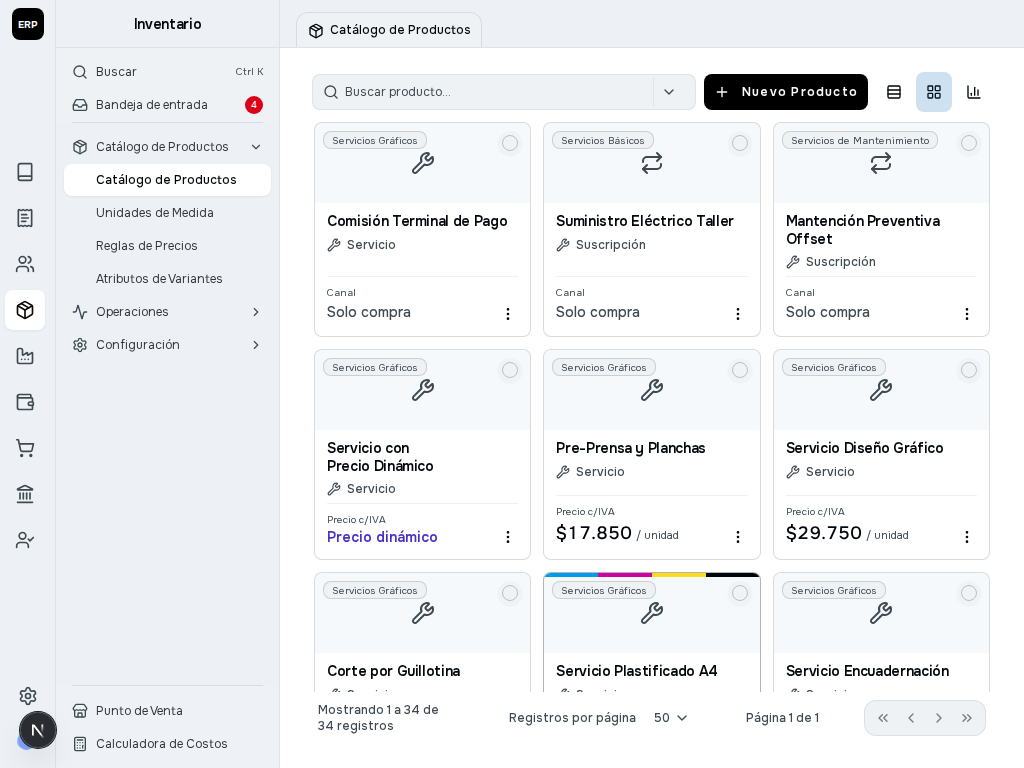 ERP
Inventario
Catálogo de Productos
Buscar
Ctrl K
Bandeja de entrada
4
Catálogo de Productos
Catálogo de Productos
Unidades de Medida
Reglas de Precios
Atributos de Variantes
Operaciones
Configuración
Punto de Venta
Calculadora de Costos
N
Buscar producto...
Nuevo Producto
Servicios Gráficos
Comisión Terminal de Pago
Servicio
Canal
Solo compra
Servicios Básicos
Suministro Eléctrico Taller
Suscripción
Canal
Solo compra
Servicios de Mantenimiento
Mantención Preventiva
Offset
Suscripción
Canal
Solo compra
Servicios Gráficos
Servicio con
Precio Dinámico
Servicio
Precio c/IVA
Precio dinámico
Servicios Gráficos
Pre-Prensa y Planchas
Servicio
Precio c/IVA
$17.850 / unidad
Servicios Gráficos
Servicio Diseño Gráfico
Servicio
Precio c/IVA
$29.750 / unidad
Servicios Gráficos
Corte por Guillotina
Servicios Gráficos
Servicio Plastificado A4
Servicios Gráficos
Servicio Encuadernación
Mostrando 1 a 34 de
34 registros
Registros por página
50
Página 1 de 1